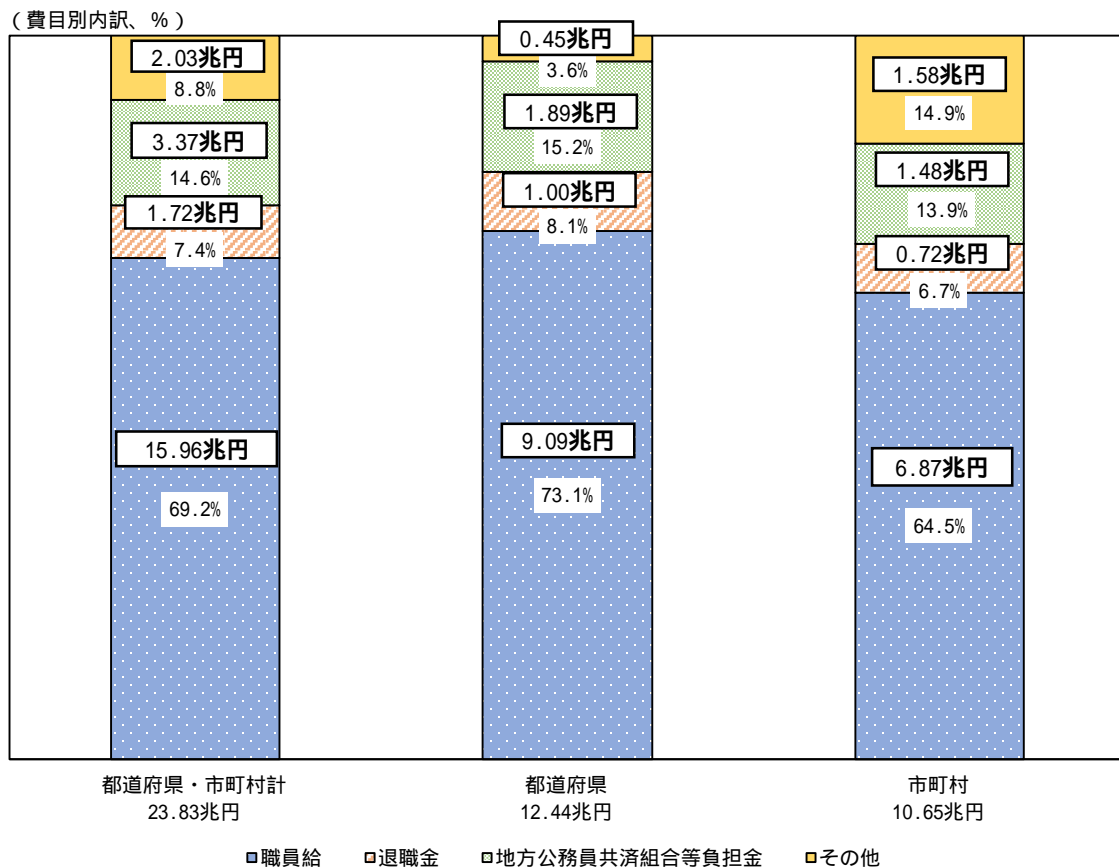 (費目別内訳、%)
2.03兆円
8.8%
3.37兆円
14.6%
1.72兆円
7.4%
15.96兆円
69.2%
0.45兆円
3.6%
1.89兆円
15.2%
1.00兆円
8.1%
9.09兆円
73.1%
1.58兆円
14.9%
1.48兆円
13.9%
0.72兆円
6.7%
6.87兆円
64.5%
都道府県・市町村計
23.83兆円
都道府県
12.44兆円
市町村
10.65兆円
職員給 退職金 地方公務員共済組合等負担金 その他